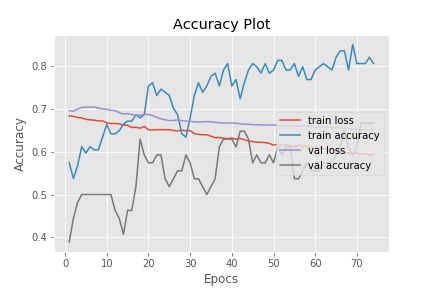 Accuracy Plot
Accuracy
0.8
0.7
0.6
0.5
0.4
train loss
train accuracy
val loss
val accuracy
0 10 20 30 40 50 60 70
Epocs